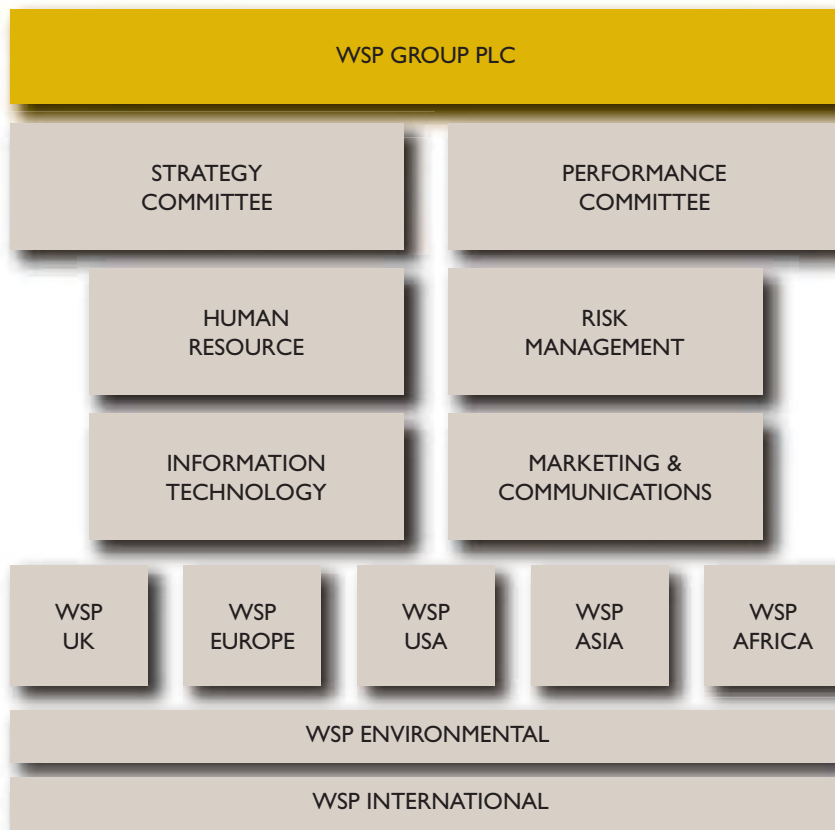 WSP GROUP PLC
STRATEGY
COMMITTEE
PERFORMANCE
COMMITTEE
HUMAN
RESOURCE
RISK
MANAGEMENT
INFORMATION
TECHNOLOGY
MARKETING &
COMMUNICATIONS
WSP
UK
WSP
EUROPE
WSP
USA
WSP
ASIA
WSP
AFRICA
WSP ENVIRONMENTAL
WSP INTERNATIONAL